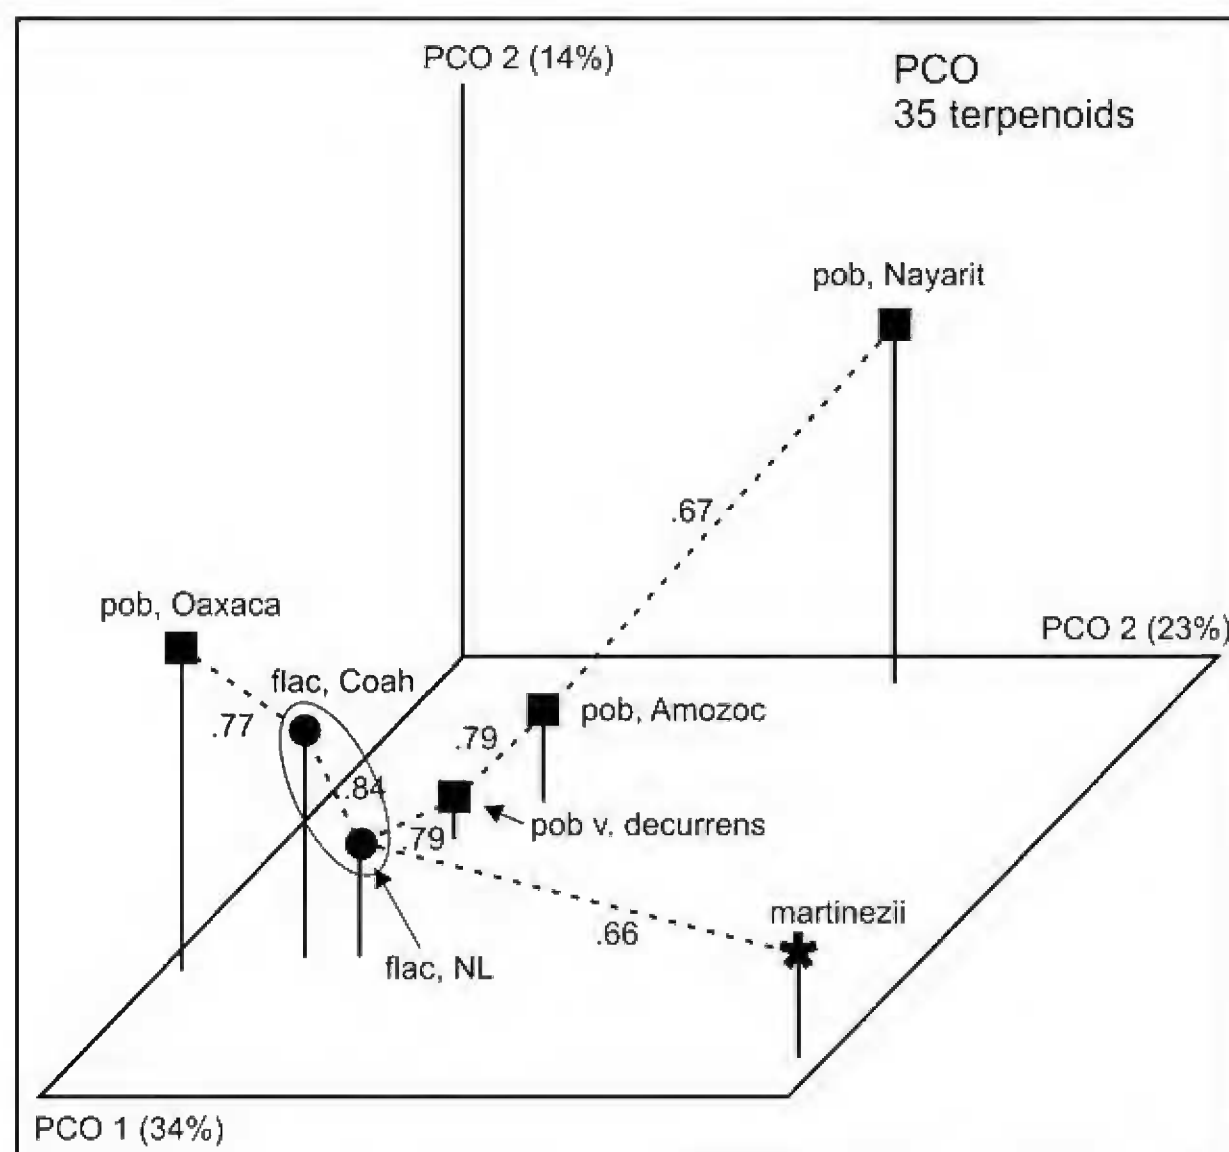 PCO 2 (14%)
PCO
35 terpenoids
pob, Nayarit
.67
pob, Oaxaca
PCO 2 (23%)
flac, Coah
.77
pob, Amozoc
.79
.84
pob v. decurrens
.79
martinezii
.66
flac, NL
PCO 1 (34%)